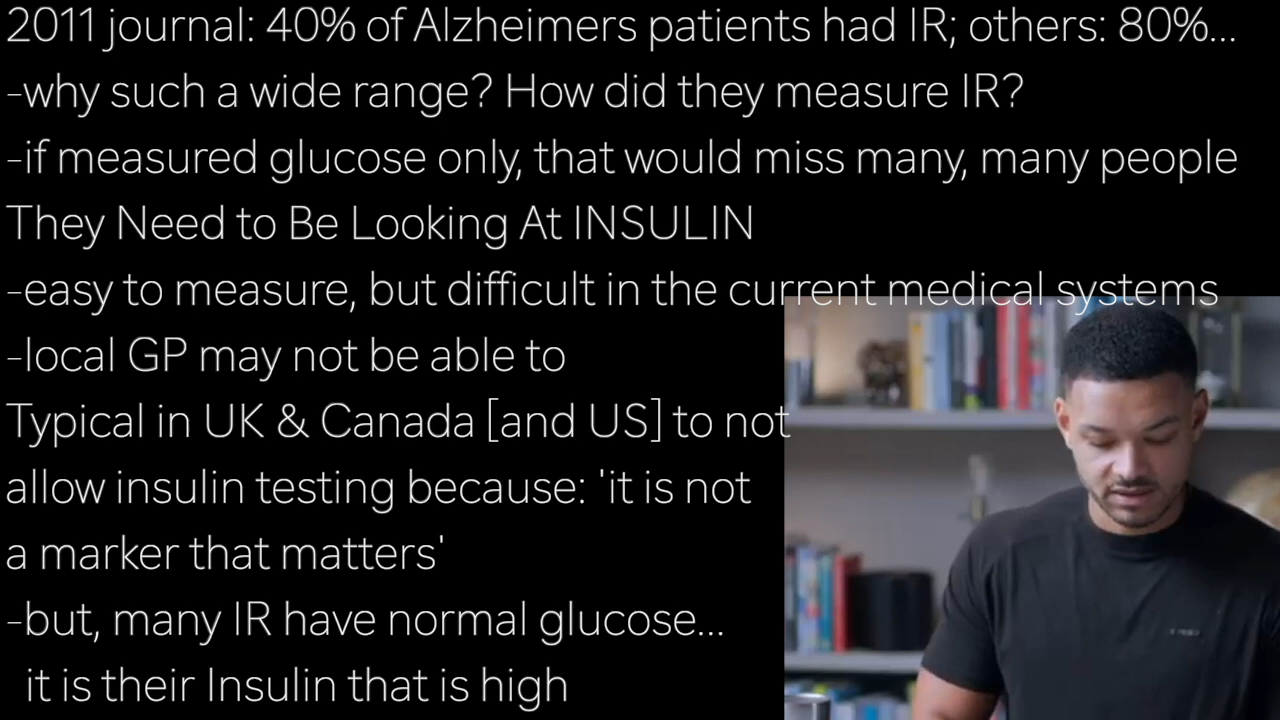 2011 journal: 40% of Alzheimers patients had IR; others: 80%...
-why such a wide range? How did they measure IR?
-if measured glucose only, that would miss many, many people
They Need to Be Looking At INSULIN
-easy to measure, but difficult in the current medical systems
-local GP may not be able to
Typical in UK & Canada [and US] to not
allow insulin testing because: 'it is not
a marker that matters'
-but, many IR have normal glucose...
it is their Insulin that is high